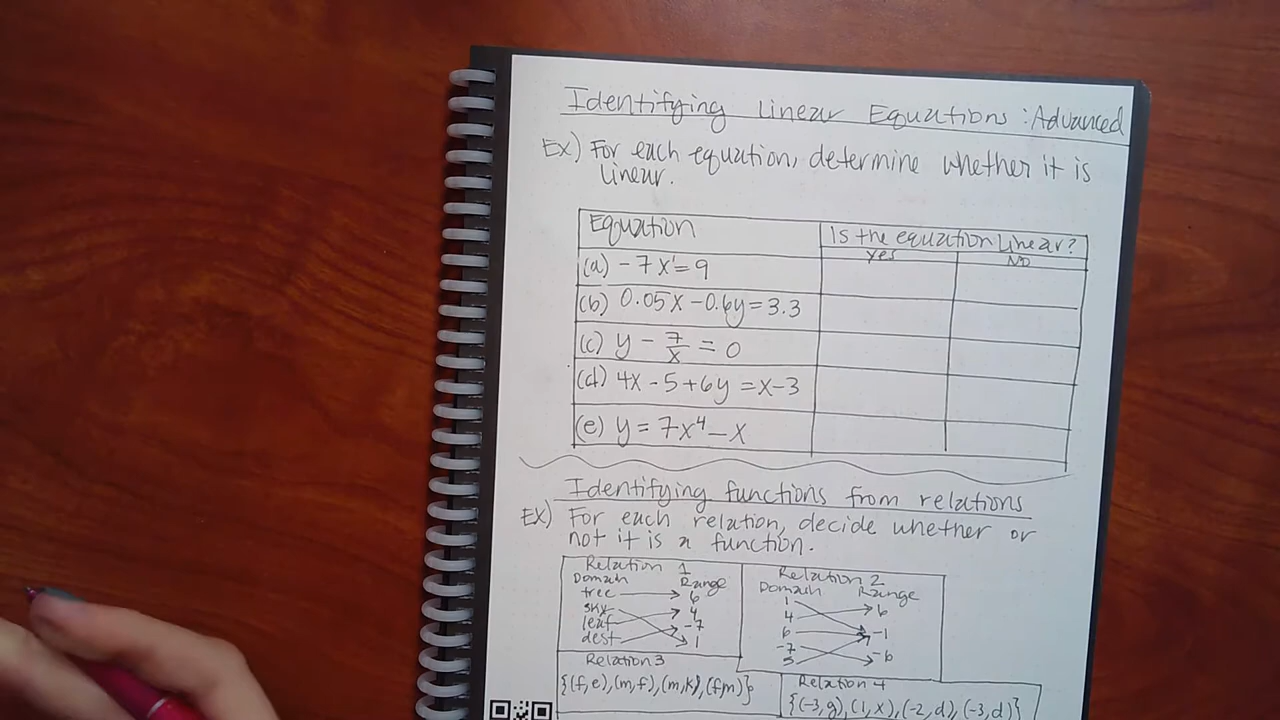 Identifying Linear Equations: Advanced
EX) For each equation, determine whether it is
linear.
Equation
Is the equation linear?
Yes
No
(a) -7x = 9
(b) 0.05x - 0.6y = 3.3
(c) y - 7/x = 0
(d) 4x - 5 + 6y = x - 3
(e) y = 7x⁴ - x
Identifying functions from relations
EX) For each relation, decide whether or
not it is a function.
Relation 1
Domain Range
tree 6
sky 4
leaf -7
desk 1
Relation 2
Domain Range
1
4 6
6 -1
-7
5 -6
Relation 3
{(f,e),(m,f),(m,k),(f,m)}
Relation 4
{(-3,g),(1,x),(-2,d),(-3,d)}